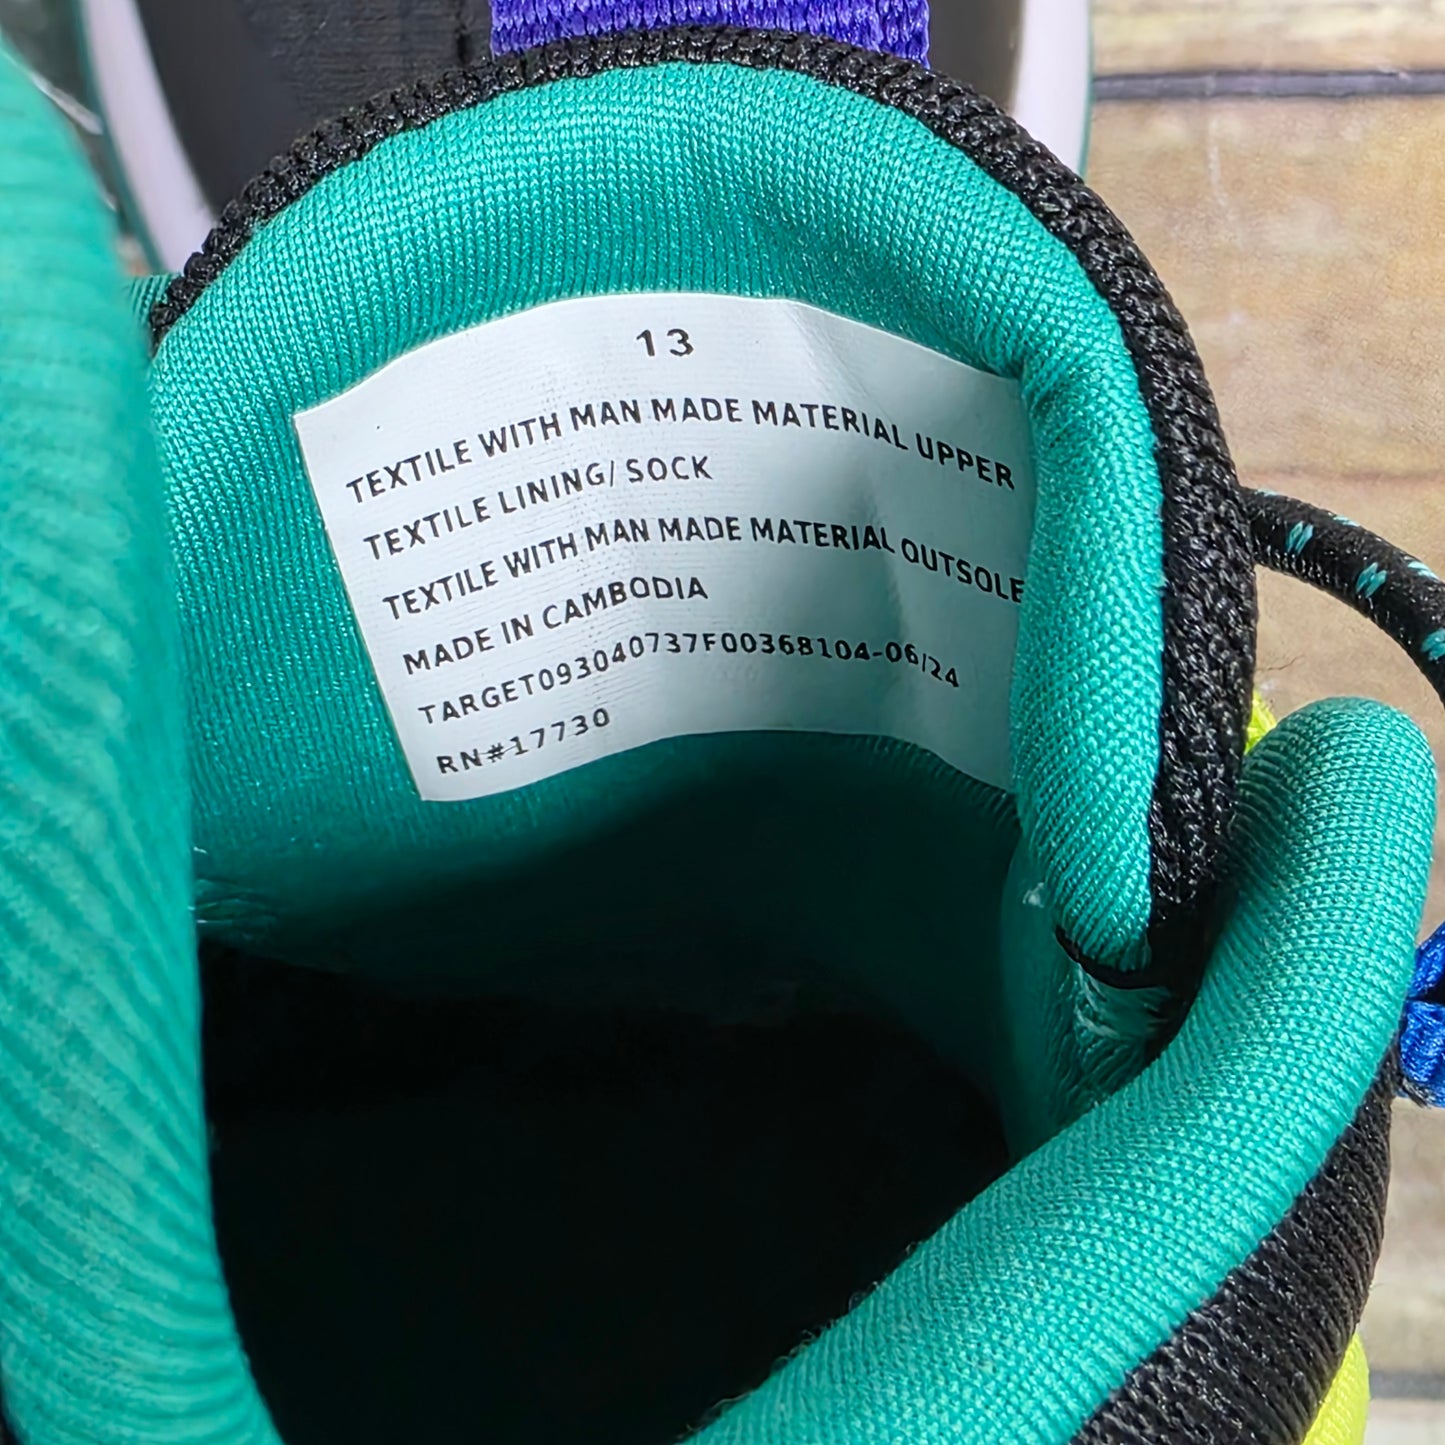 13
TEXTILE WITH MAN MADE MATERIAL UPPER
TEXTILE LINING/ SOCK
TEXTILE WITH MAN MADE MATERIAL OUTSOLE
MADE IN CAMBODIA
TARGET093040737F00368104-06/24
RN#17730